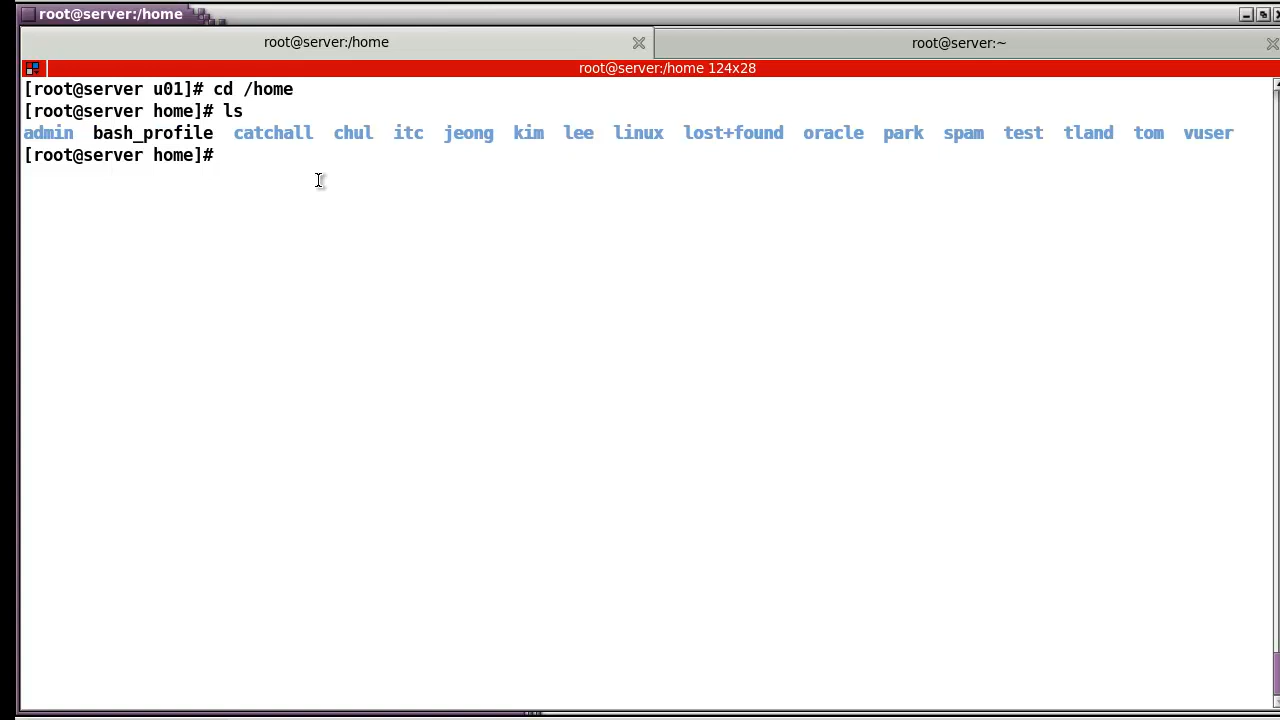 root@server:/home
root@server:/home root@server:~
root@server:/home 124x28
[root@server u01]# cd /home
[root@server home]# ls
admin bash_profile catchall chul itc jeong kim lee linux lost+found oracle park spam test tland tom vuser
[root@server home]#